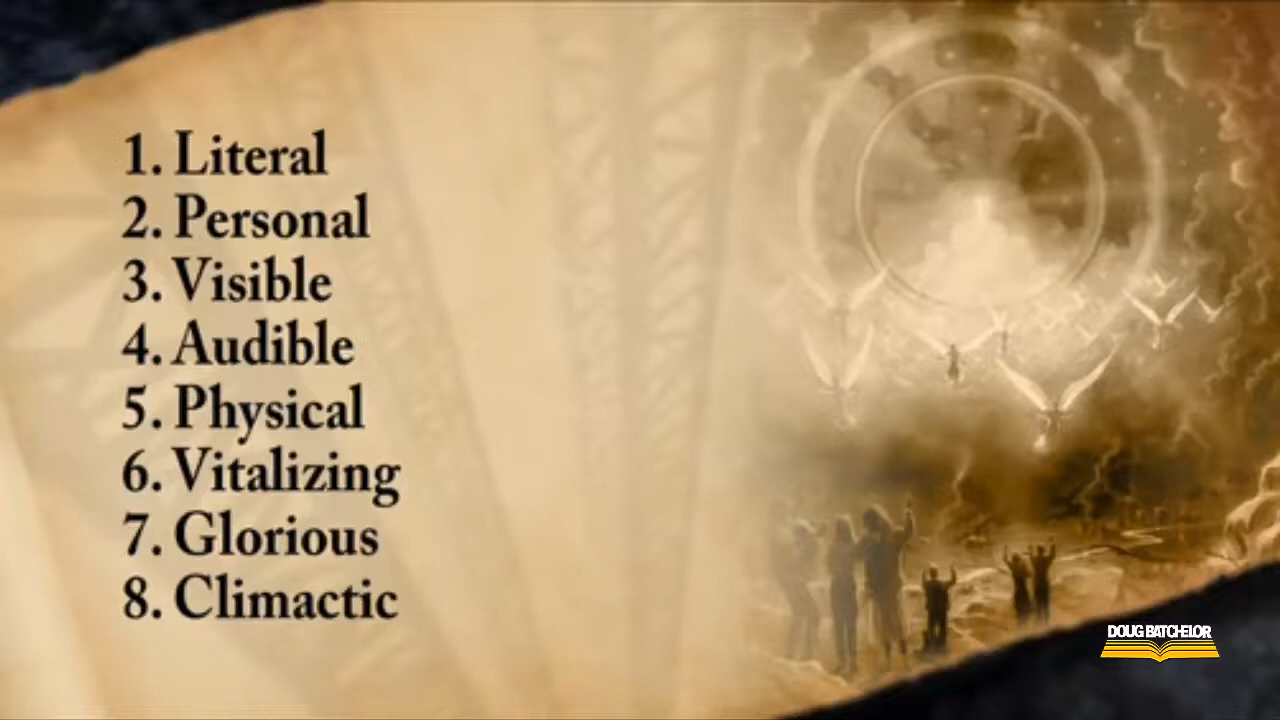 1. Literal
2. Personal
3. Visible
4. Audible
5. Physical
6. Vitalizing
7. Glorious
8. Climactic
DOUG BATCHELOR